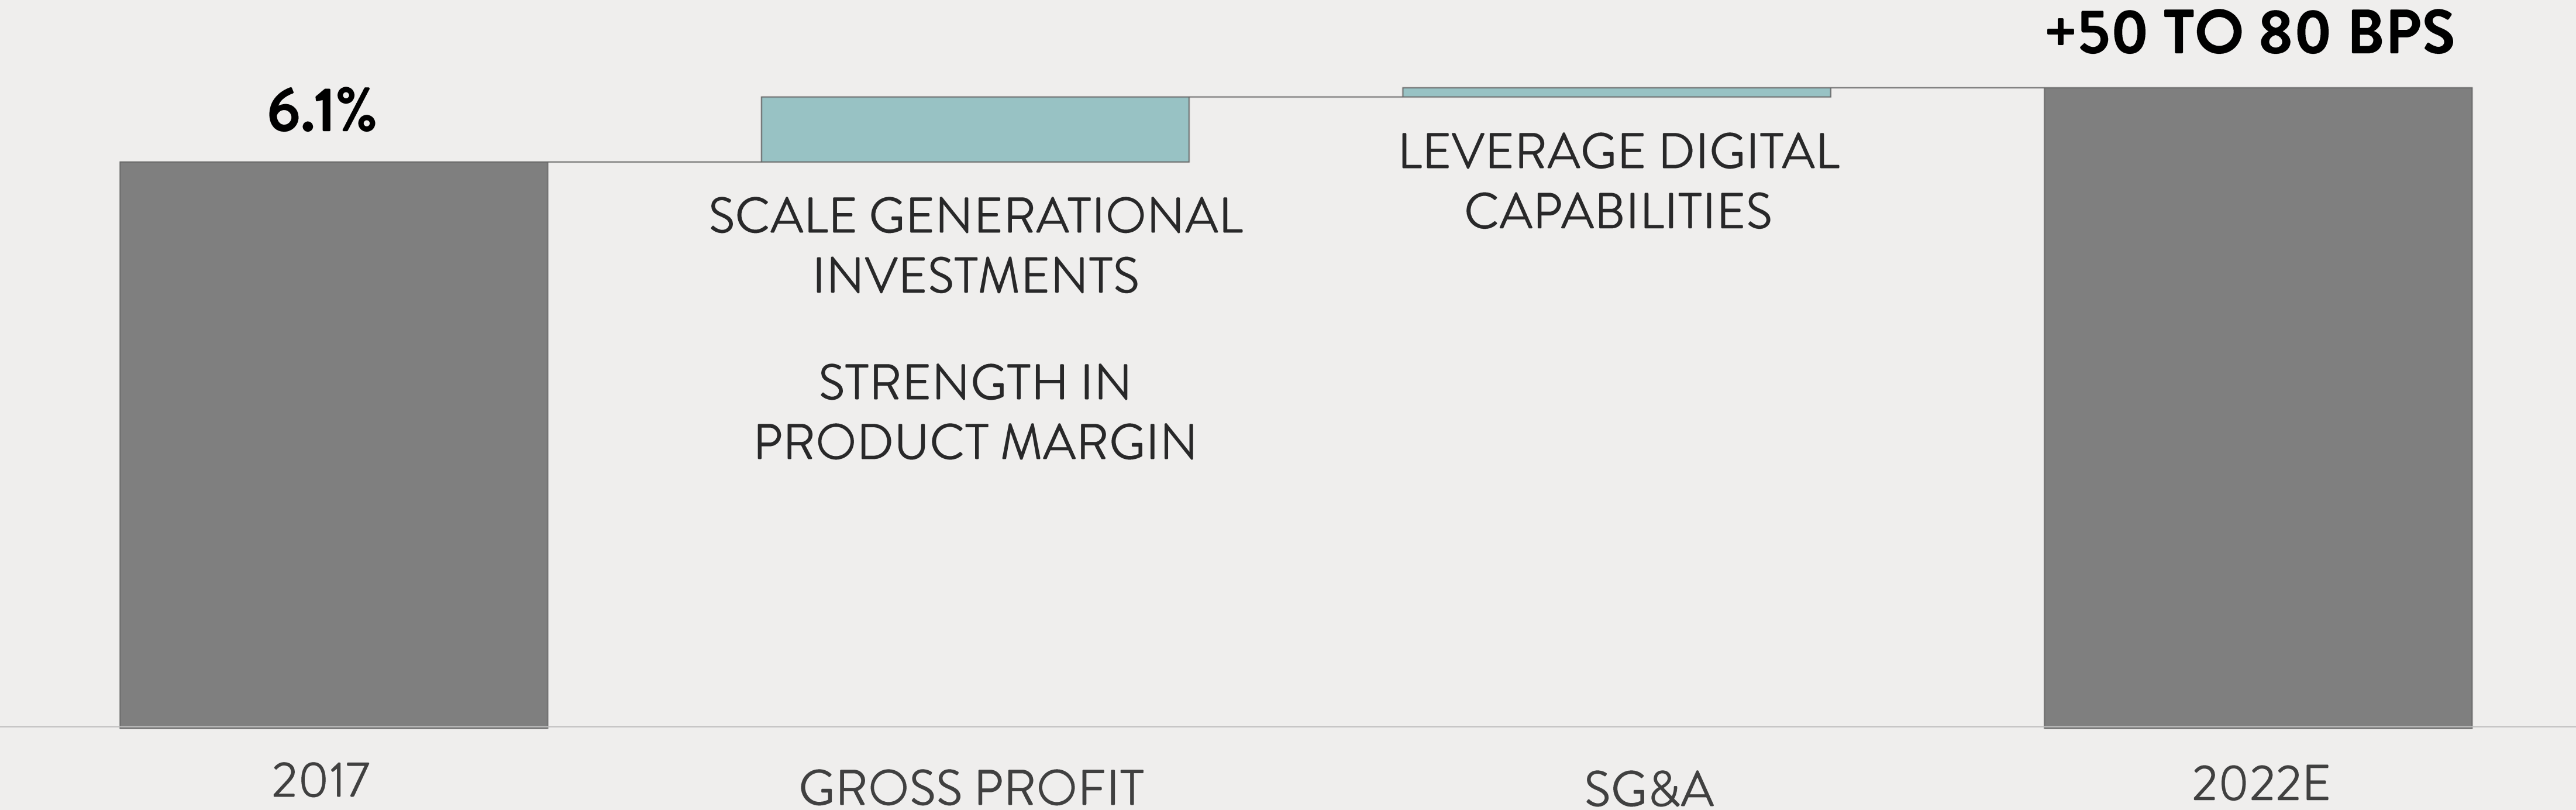 +50 TO 80 BPS
6.1%
LEVERAGE DIGITAL
CAPABILITIES
SCALE GENERATIONAL
INVESTMENTS
STRENGTH IN
PRODUCT MARGIN
2017
GROSS PROFIT
SG&A
2022E